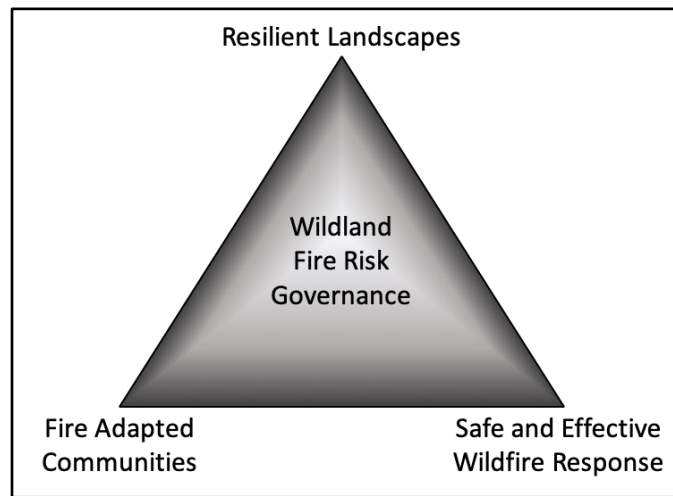 Resilient Landscapes
Wildland
Fire Risk
Governance
Fire Adapted
Communities
Safe and Effective
Wildfire Response